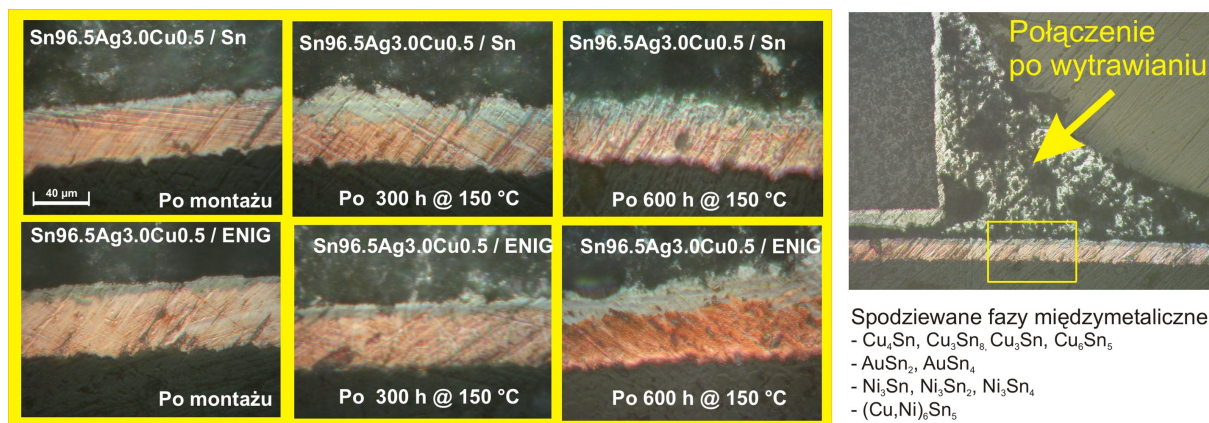 Sn96.5Ag3.0Cu0.5 / Sn
Sn96.5Ag3.0Cu0.5 / Sn
Sn96.5Ag3.0Cu0.5 / Sn
40 µm
Po montażu
Po 300 h @ 150 °C
Po 600 h @ 150 °C
Sn96.5Ag3.0Cu0.5 / ENIG
Sn96.5Ag3.0Cu0.5 / ENIG
Sn96.5Ag3.0Cu0.5 / ENIG
Po montażu
Po 300 h @ 150 °C
Po 600 h @ 150 °C
Połączenie
po wytrawianiu
Spodziewane fazy międzymetaliczne
- Cu₄Sn, Cu₃Sn₈, Cu₃Sn, Cu₆Sn₅
- AuSn₂, AuSn₄
- Ni₃Sn, Ni₃Sn₂, Ni₃Sn₄
- (Cu,Ni)₆Sn₅